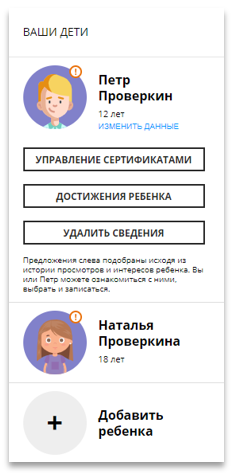 ВАШИ ДЕТИ
!
Петр
Проверкин
12 лет
ИЗМЕНИТЬ ДАННЫЕ
УПРАВЛЕНИЕ СЕРТИФИКАТАМИ
ДОСТИЖЕНИЯ РЕБЕНКА
УДАЛИТЬ СВЕДЕНИЯ
Предложения слева подобраны исходя из
истории просмотров и интересов ребенка. Вы
или Петр можете ознакомиться с ними,
выбрать и записаться.
!
Наталья
Проверкина
18 лет
+
Добавить
ребенка